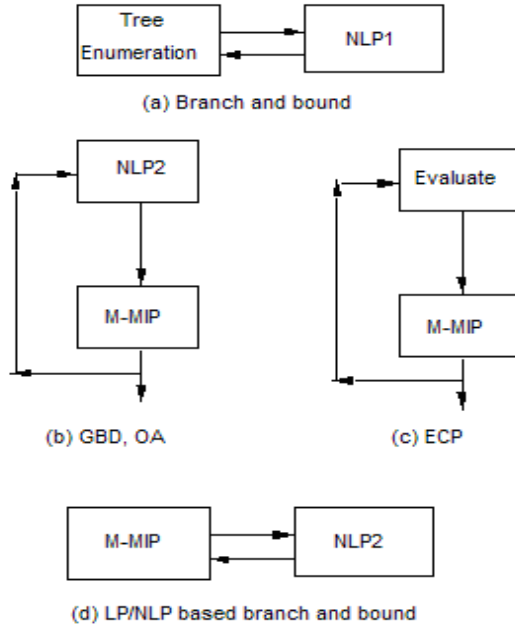 Tree
Enumeration
NLP1
(a) Branch and bound
NLP2
M-MIP
(b) GBD, OA
Evaluate
M-MIP
(c) ECP
M-MIP
NLP2
(d) LP/NLP based branch and bound